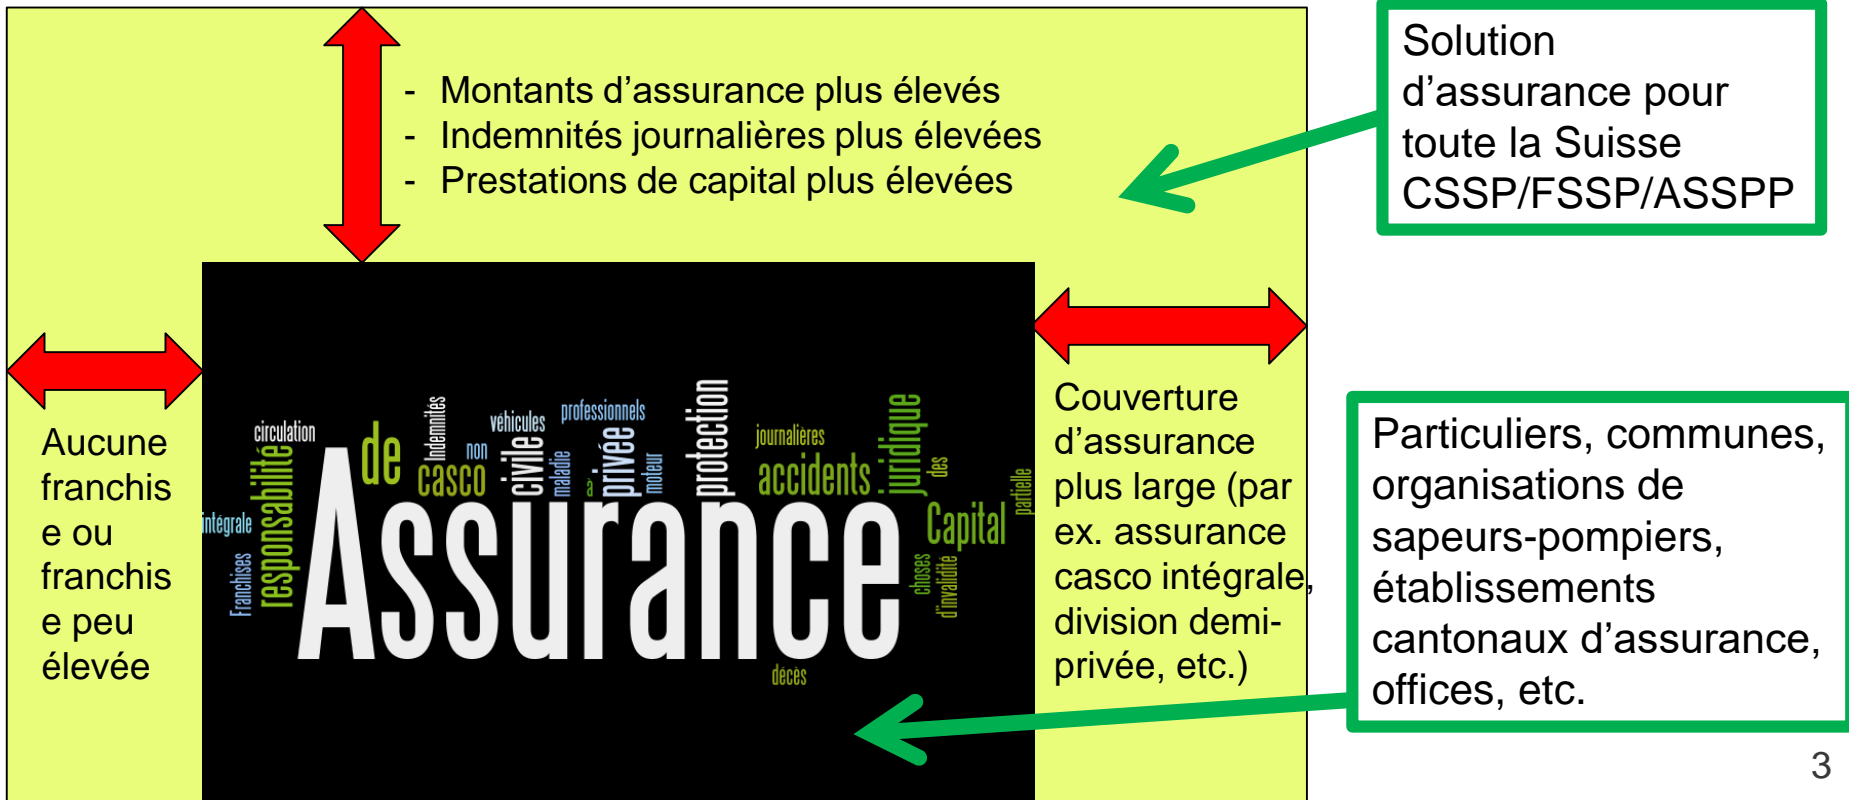 - Montants d’assurance plus élevés
- Indemnités journalières plus élevées
- Prestations de capital plus élevées
Solution
d’assurance pour
toute la Suisse
CSSP/FSSP/ASSPP
Aucune
franchis
e ou
franchis
e peu
élevée
circulation
responsabilité
intégrale
Franchises
de
Indemnités
casco
non
véhicules
civile
professionnels
maladie
à
privée
moteur
protection
journalières
accidents
juridique
des
Capital
partielle
choses
d'invalidité
Assurance
décès
Couverture
d’assurance
plus large (par
ex. assurance
casco intégrale,
division demi-
privée, etc.)
Particuliers, communes,
organisations de
sapeurs-pompiers,
établissements
cantonaux d’assurance,
offices, etc.
3